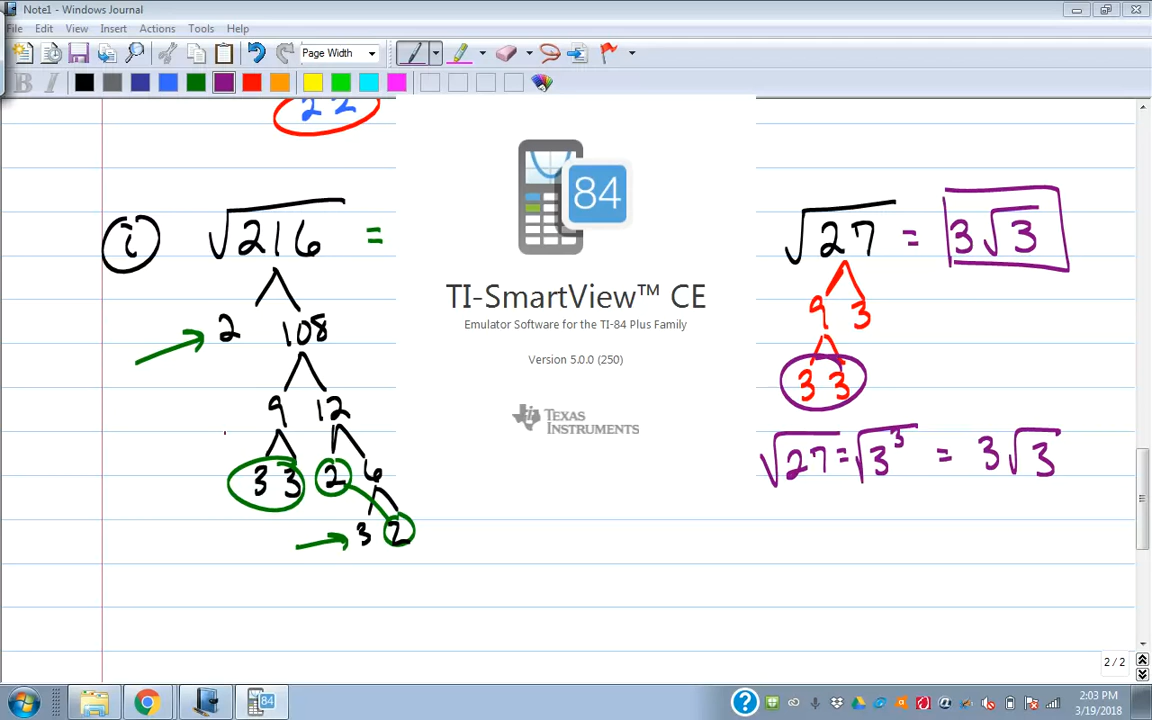 Note1 - Windows Journal
File Edit View Insert Actions Tools Help
Page Width
B I
2 2
i √216 =
2 108
9 12
3 3 2 6
3 2
84
TI-SmartView™ CE
Emulator Software for the TI-84 Plus Family
Version 5.0.0 (250)
TEXAS INSTRUMENTS
√27 = 3√3
9 3
3 3
√27 = √3³ = 3√3
2 / 2
84
2:03 PM
3/19/2018